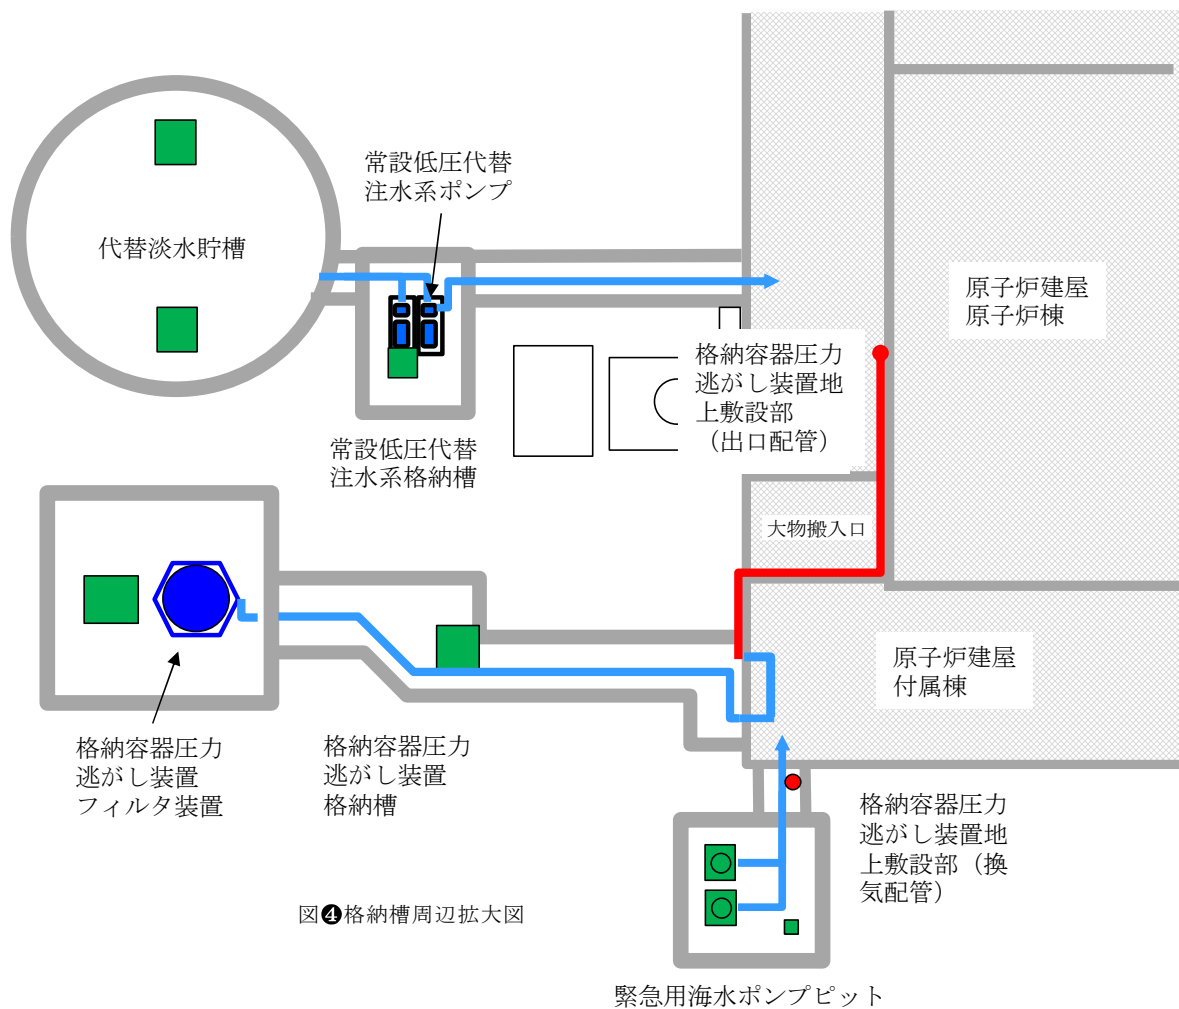 常設低圧代替
注水系ポンプ
代替淡水貯槽
原子炉建屋
原子炉棟
格納容器圧力
逃がし装置地
上敷設部
（出口配管）
常設低圧代替
注水系格納槽
大物搬入口
原子炉建屋
付属棟
格納容器圧力
逃がし装置
フィルタ装置
格納容器圧力
逃がし装置
格納槽
格納容器圧力
逃がし装置地
上敷設部（換
気配管）
図❹格納槽周辺拡大図
緊急用海水ポンプピット